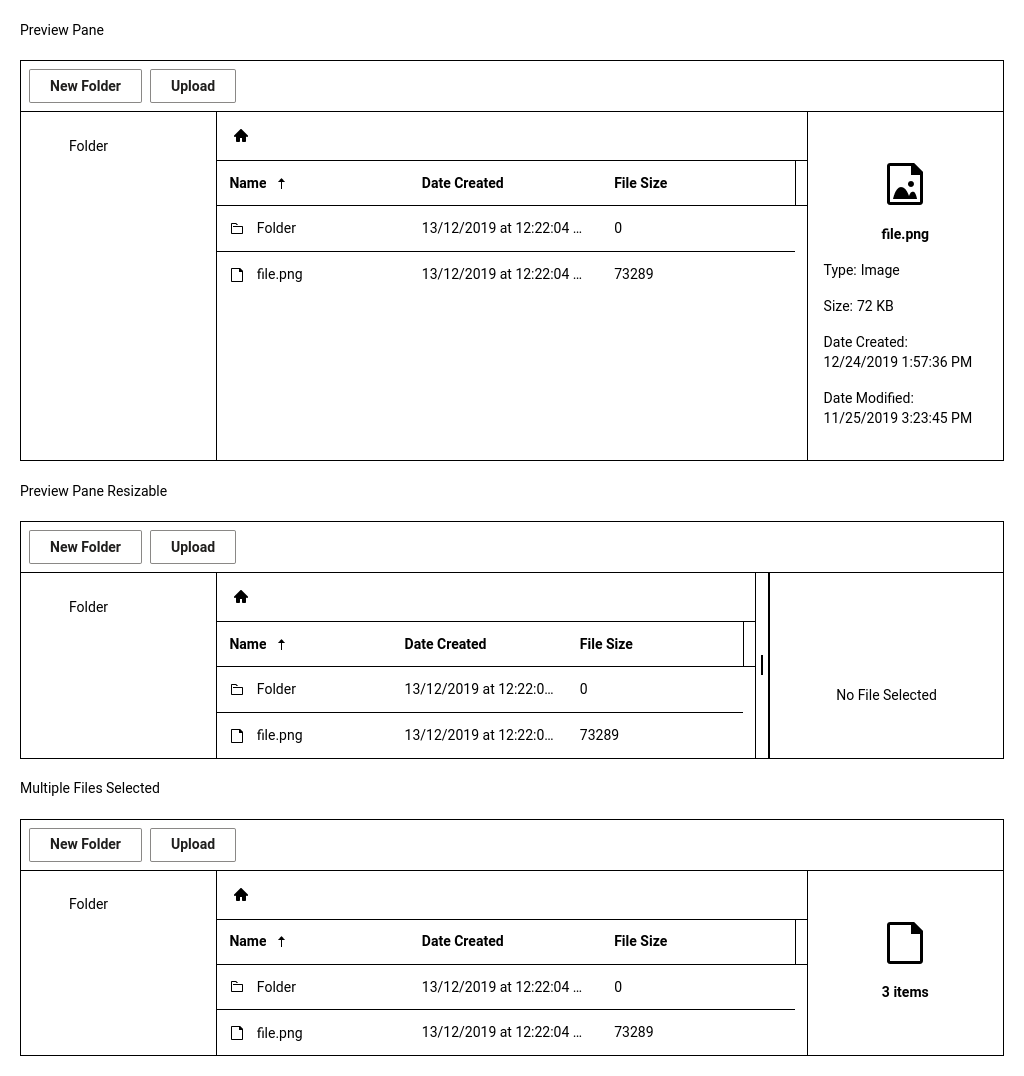 Preview Pane
New Folder Upload
Folder
Name Date Created File Size
Folder 13/12/2019 at 12:22:04 ... 0
file.png 13/12/2019 at 12:22:04 ... 73289
file.png
Type: Image
Size: 72 KB
Date Created:
12/24/2019 1:57:36 PM
Date Modified:
11/25/2019 3:23:45 PM
Preview Pane Resizable
New Folder Upload
Folder
Name Date Created File Size
Folder 13/12/2019 at 12:22:0... 0
file.png 13/12/2019 at 12:22:0... 73289
No File Selected
Multiple Files Selected
New Folder Upload
Folder
Name Date Created File Size
Folder 13/12/2019 at 12:22:04 ... 0
file.png 13/12/2019 at 12:22:04 ... 73289
3 items